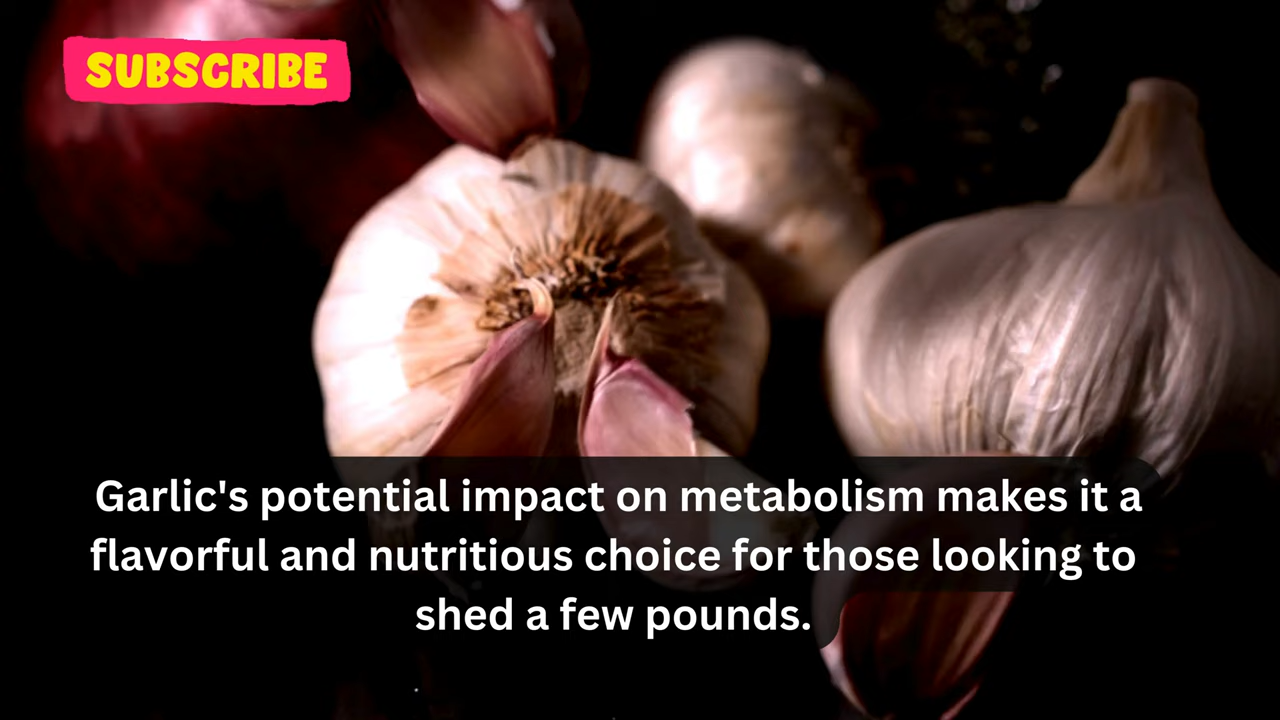 SUBSCRIBE
Garlic's potential impact on metabolism makes it a
flavorful and nutritious choice for those looking to
shed a few pounds.